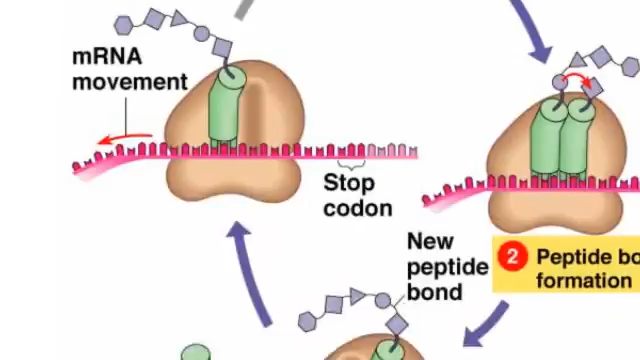 mRNA
movement
Stop
codon
New
peptide
bond
2 Peptide bo
formation